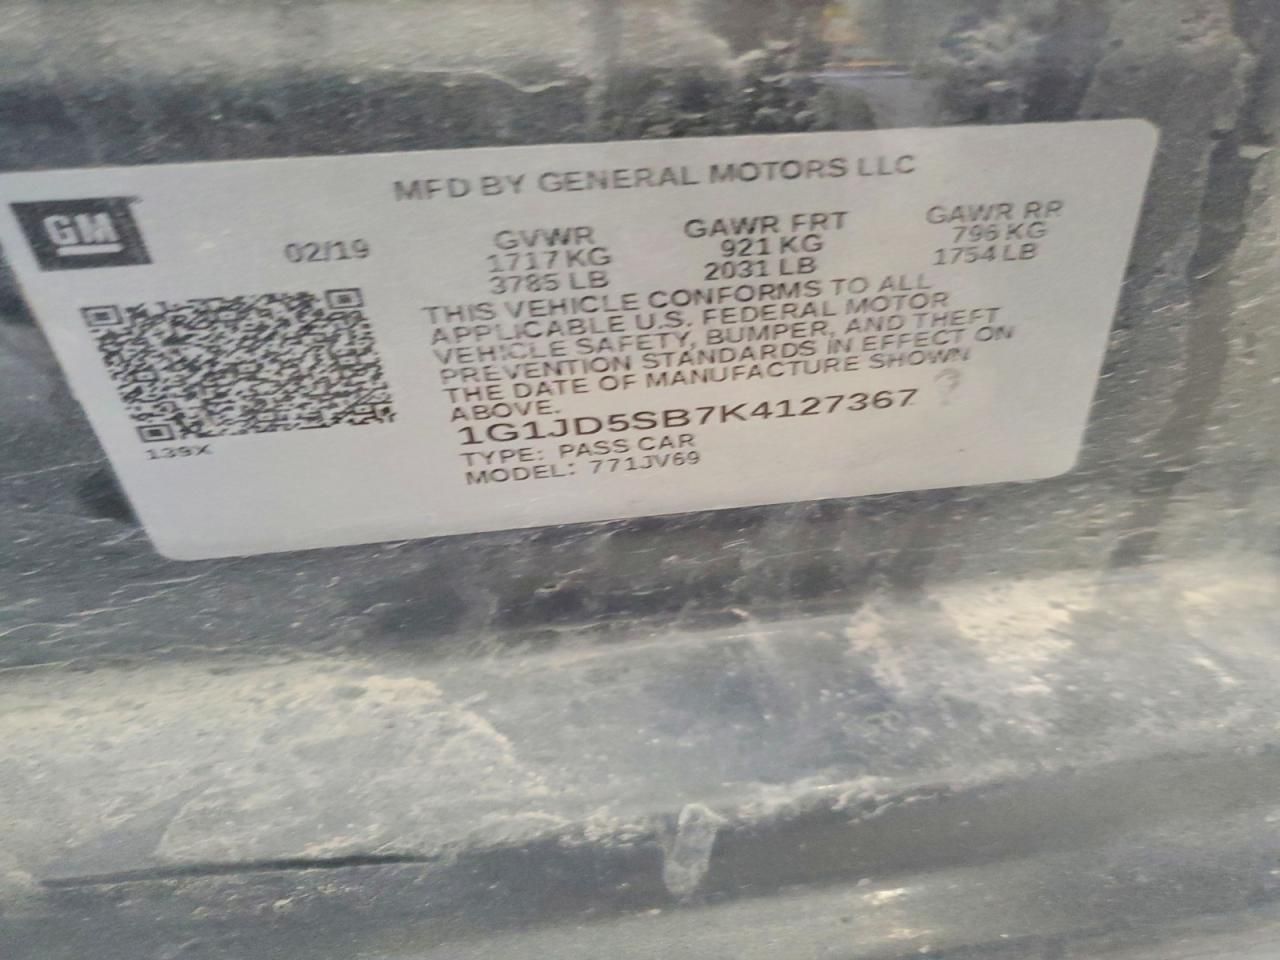 MFD BY GENERAL MOTORS LLC
GM
02/19
GVWR
1717 KG
3785 LB
GAWR FRT
921 KG
2031 LB
GAWR RR
796 KG
1754 LB
THIS VEHICLE CONFORMS TO ALL
APPLICABLE U.S. FEDERAL MOTOR
VEHICLE SAFETY, BUMPER, AND THEFT
PREVENTION STANDARDS IN EFFECT ON
THE DATE OF MANUFACTURE SHOWN
ABOVE.
1G1JD5SB7K4127367
TYPE: PASS CAR
MODEL: 771JV69
139X